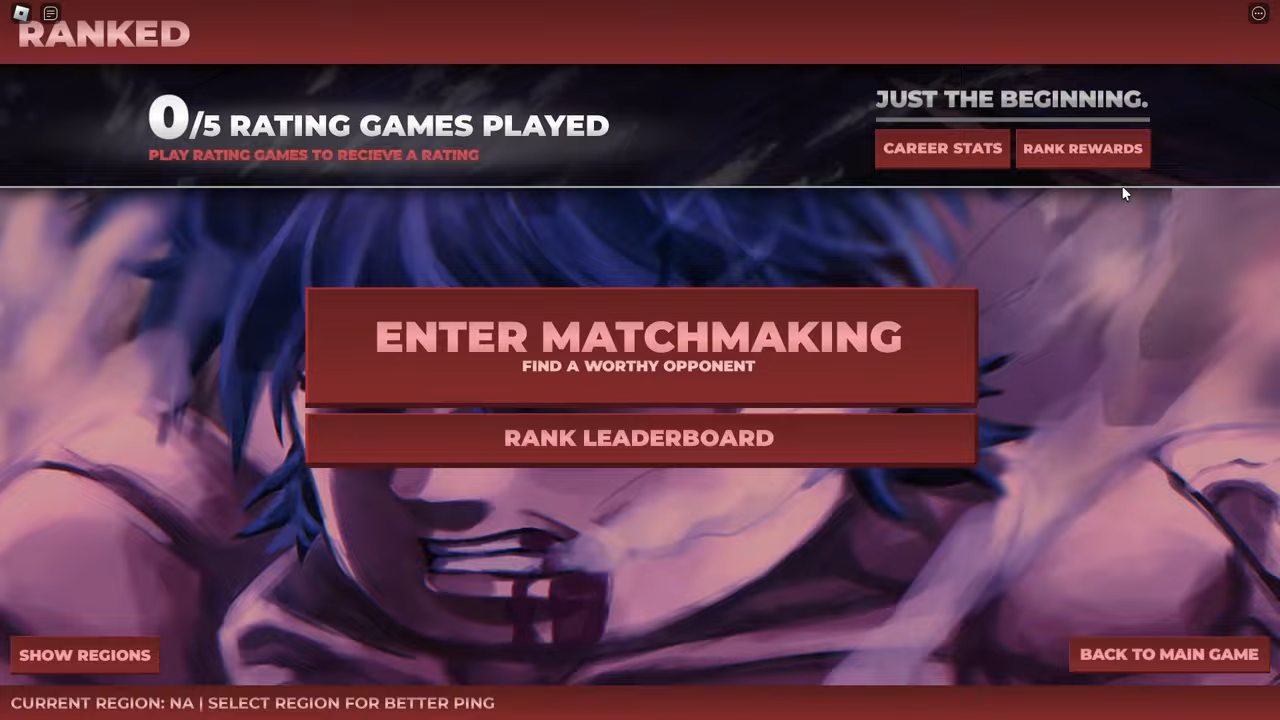 RANKED
0/5 RATING GAMES PLAYED
PLAY RATING GAMES TO RECIEVE A RATING
JUST THE BEGINNING.
CAREER STATS
RANK REWARDS
ENTER MATCHMAKING
FIND A WORTHY OPPONENT
RANK LEADERBOARD
SHOW REGIONS
BACK TO MAIN GAME
CURRENT REGION: NA | SELECT REGION FOR BETTER PING